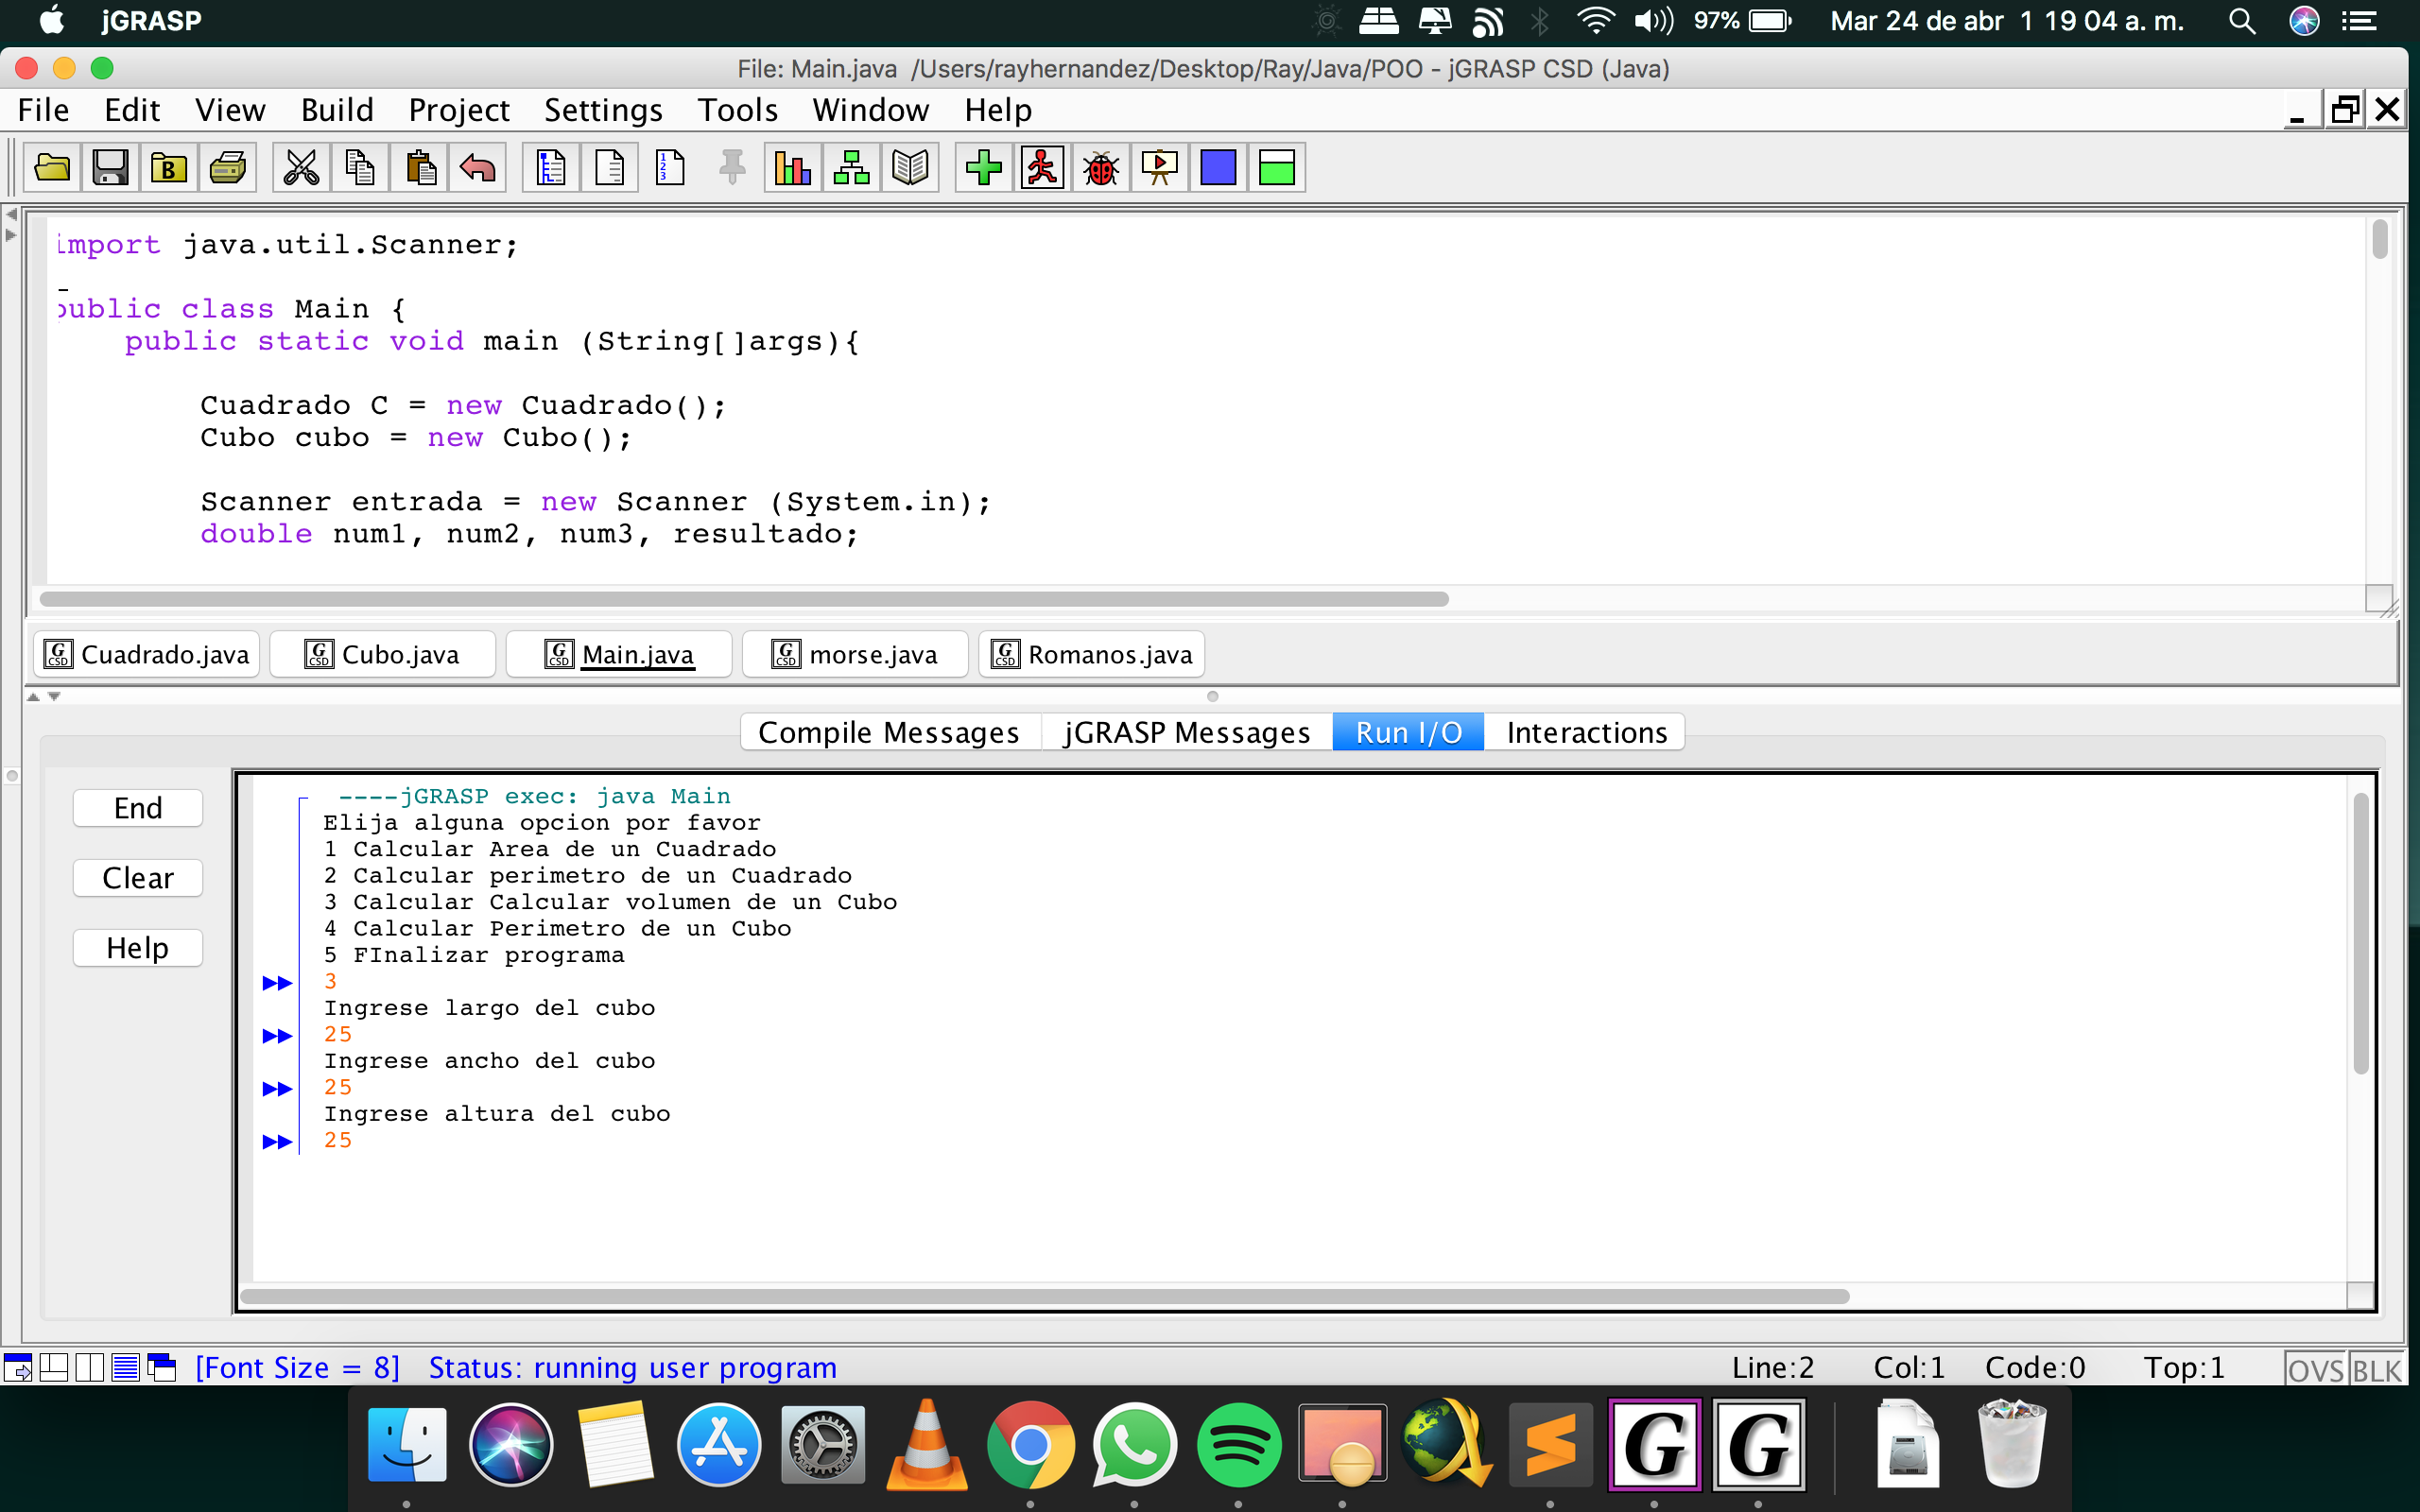 jGRASP 97% Mar 24 de abr 1 19 04 a. m.
File: Main.java /Users/rayhernandez/Desktop/Ray/Java/POO - jGRASP CSD (Java)
File Edit View Build Project Settings Tools Window Help
import java.util.Scanner;
public class Main {
public static void main (String[]args){
Cuadrado C = new Cuadrado();
Cubo cubo = new Cubo();
Scanner entrada = new Scanner (System.in);
double num1, num2, num3, resultado;
Cuadrado.java Cubo.java Main.java morse.java Romanos.java
Compile Messages jGRASP Messages Run I/O Interactions
End
Clear
Help
----jGRASP exec: java Main
Elija alguna opcion por favor
1 Calcular Area de un Cuadrado
2 Calcular perimetro de un Cuadrado
3 Calcular Calcular volumen de un Cubo
4 Calcular Perimetro de un Cubo
5 FInalizar programa
3
Ingrese largo del cubo
25
Ingrese ancho del cubo
25
Ingrese altura del cubo
25
[Font Size = 8] Status: running user program Line:2 Col:1 Code:0 Top:1 OVS BLK